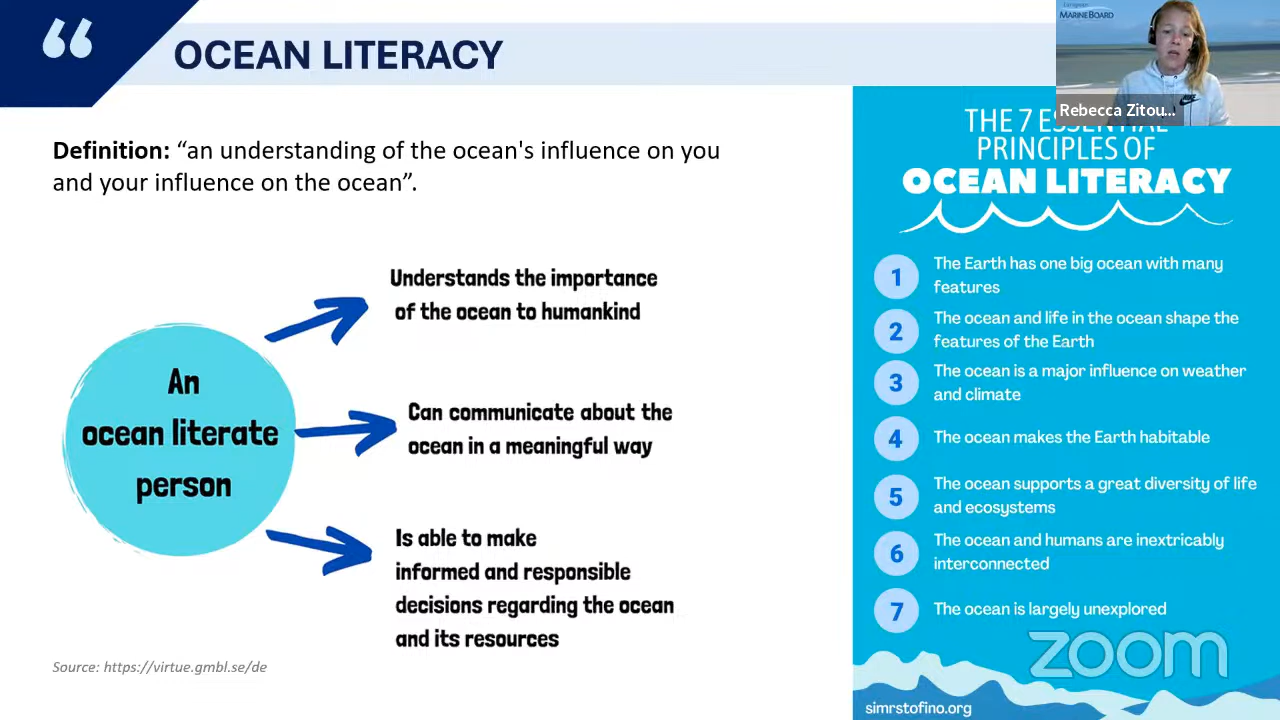 OCEAN LITERACY
Definition: “an understanding of the ocean's influence on you
and your influence on the ocean”.
An
ocean literate
person
Understands the importance
of the ocean to humankind
Can communicate about the
ocean in a meaningful way
Is able to make
informed and responsible
decisions regarding the ocean
and its resources
Source: https://virtue.gmbl.se/de
European
MARINE BOARD
Rebecca Zitou...
THE 7 ESSENTIAL
PRINCIPLES OF
OCEAN LITERACY
1 The Earth has one big ocean with many
features
2 The ocean and life in the ocean shape the
features of the Earth
3 The ocean is a major influence on weather
and climate
4 The ocean makes the Earth habitable
5 The ocean supports a great diversity of life
and ecosystems
6 The ocean and humans are inextricably
interconnected
7 The ocean is largely unexplored
zoom
simrstofino.org